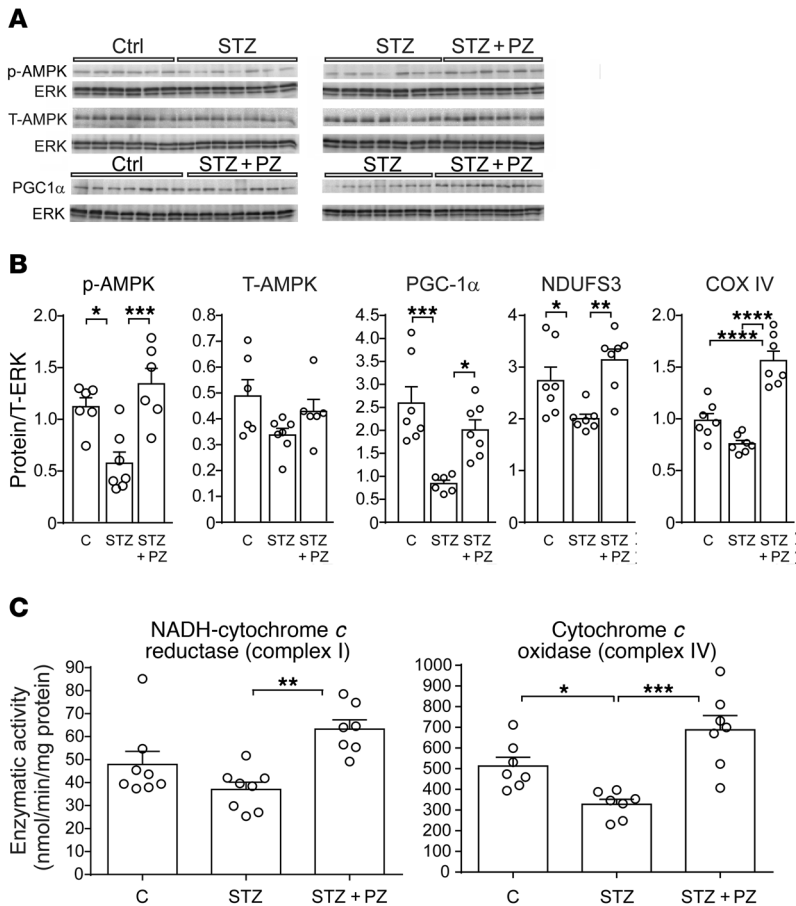 A
Ctrl STZ STZ STZ + PZ
p-AMPK
ERK
T-AMPK
ERK
Ctrl STZ + PZ STZ STZ + PZ
PGC1α
ERK
B
p-AMPK T-AMPK PGC-1α NDUFS3 COX IV
Protein/T-ERK
2.0
1.5
1.0
0.5
0
* ***
C STZ STZ + PZ
0.8
0.7
0.6
0.5
0.4
0.3
0.2
0.1
0
C STZ STZ + PZ
4.5
4.0
3.5
3.0
2.5
2.0
1.5
1.0
0.5
0
*** *
C STZ STZ + PZ
4
3
2
1
0
* **
C STZ STZ + PZ
2.0
1.5
1.0
0.5
0
****
****
C STZ STZ + PZ
C
NADH-cytochrome c
reductase (complex I)
Enzymatic activity
(nmol/min/mg protein)
90
80
70
60
50
40
30
20
10
0
**
C STZ STZ + PZ
Cytochrome c
oxidase (complex IV)
1000
900
800
700
600
500
400
300
200
100
0
* ***
C STZ STZ + PZ